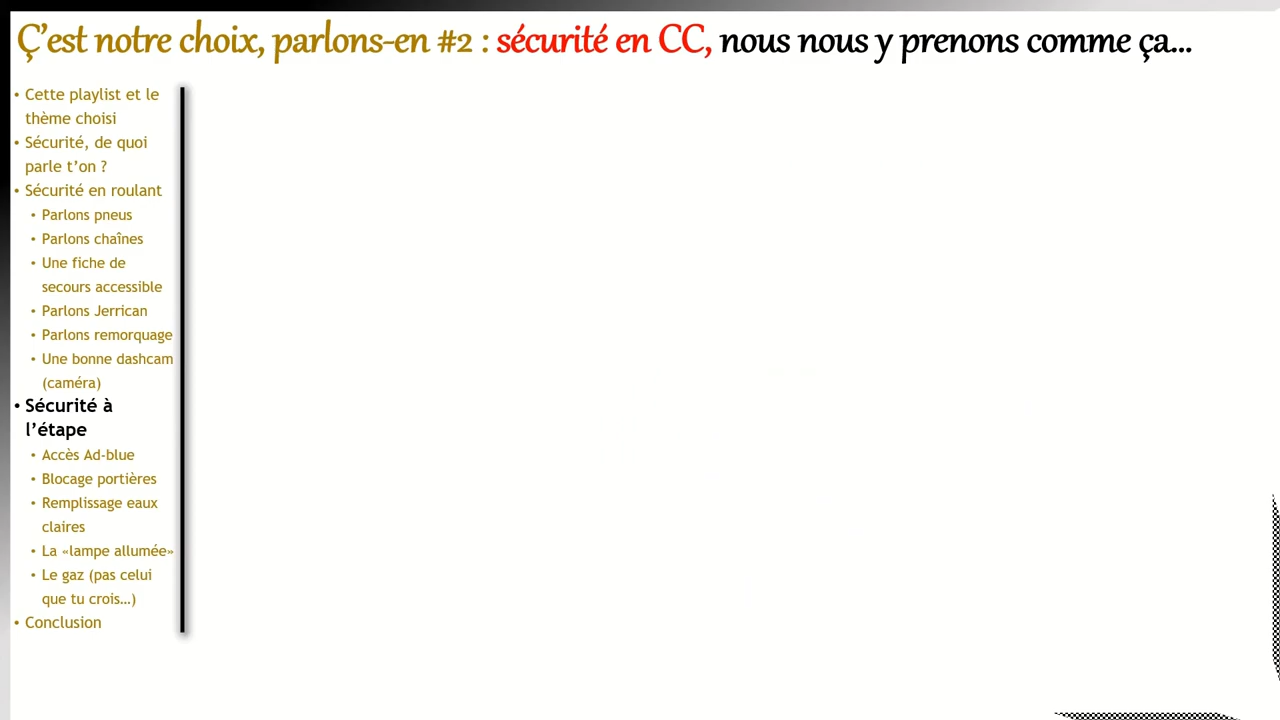 Ç’est notre choix, parlons-en #2 : sécurité en CC, nous nous y prenons comme ça...
• Cette playlist et le
thème choisi
• Sécurité, de quoi
parle t’on ?
• Sécurité en roulant
• Parlons pneus
• Parlons chaînes
• Une fiche de
secours accessible
• Parlons Jerrican
• Parlons remorquage
• Une bonne dashcam
(caméra)
• Sécurité à
l’étape
• Accès Ad-blue
• Blocage portières
• Remplissage eaux
claires
• La «lampe allumée»
• Le gaz (pas celui
que tu crois…)
• Conclusion